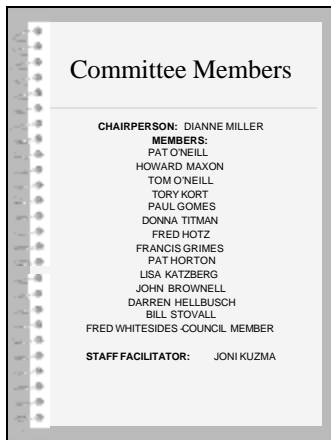 Committee Members
CHAIRPERSON: DIANNE MILLER
MEMBERS:
PAT O'NEILL
HOWARD MAXON
TOM O'NEILL
TORY KORT
PAUL GOMES
DONNA TITMAN
FRED HOTZ
FRANCIS GRIMES
PAT HORTON
LISA KATZBERG
JOHN BROWNELL
DARREN HELLBUSCH
BILL STOVALL
FRED WHITESIDES -COUNCIL MEMBER
STAFF FACILITATOR: JONI KUZMA